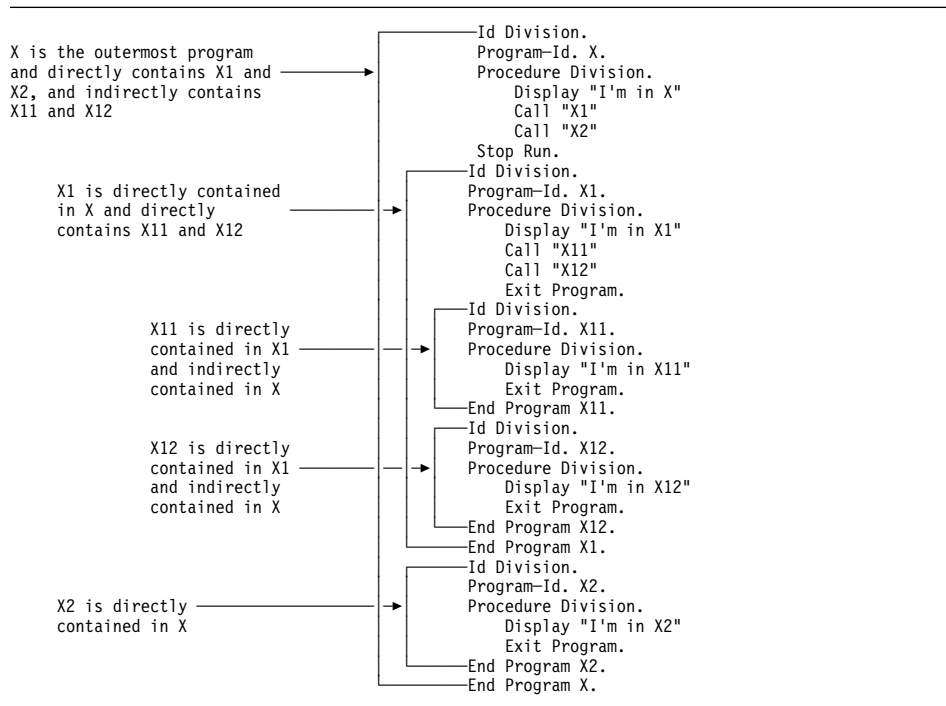 Id Division.
X is the outermost program Program–Id. X.
and directly contains X1 and Procedure Division.
X2, and indirectly contains Display "I'm in X"
X11 and X12 Call "X1"
Call "X2"
Stop Run.
Id Division.
X1 is directly contained Program–Id. X1.
in X and directly Procedure Division.
contains X11 and X12 Display "I'm in X1"
Call "X11"
Call "X12"
Exit Program.
Id Division.
X11 is directly Program–Id. X11.
contained in X1 Procedure Division.
and indirectly Display "I'm in X11"
contained in X Exit Program.
End Program X11.
Id Division.
X12 is directly Program–Id. X12.
contained in X1 Procedure Division.
and indirectly Display "I'm in X12"
contained in X Exit Program.
End Program X12.
End Program X1.
Id Division.
Program–Id. X2.
X2 is directly Procedure Division.
contained in X Display "I'm in X2"
Exit Program.
End Program X2.
End Program X.